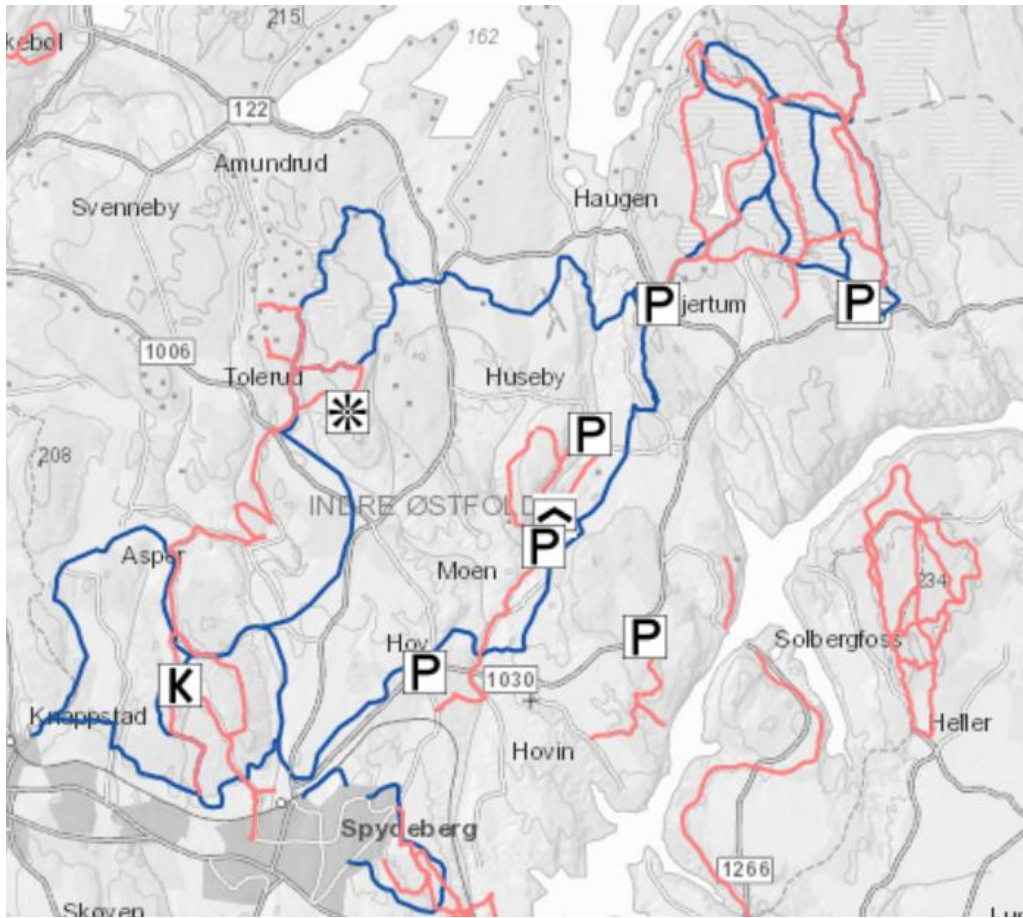 215
kebol
162
122
Amundrud
Haugen
Svenneby
P
P
jertum
1006
Tolerud
Huseby
P
208
INDRE ØSTFOLD
P
Asper
Moen
234
P
Solbergfoss
Hov
P
K
1030
Knappstad
Heller
Hovin
Spydeberg
1266
Skoven